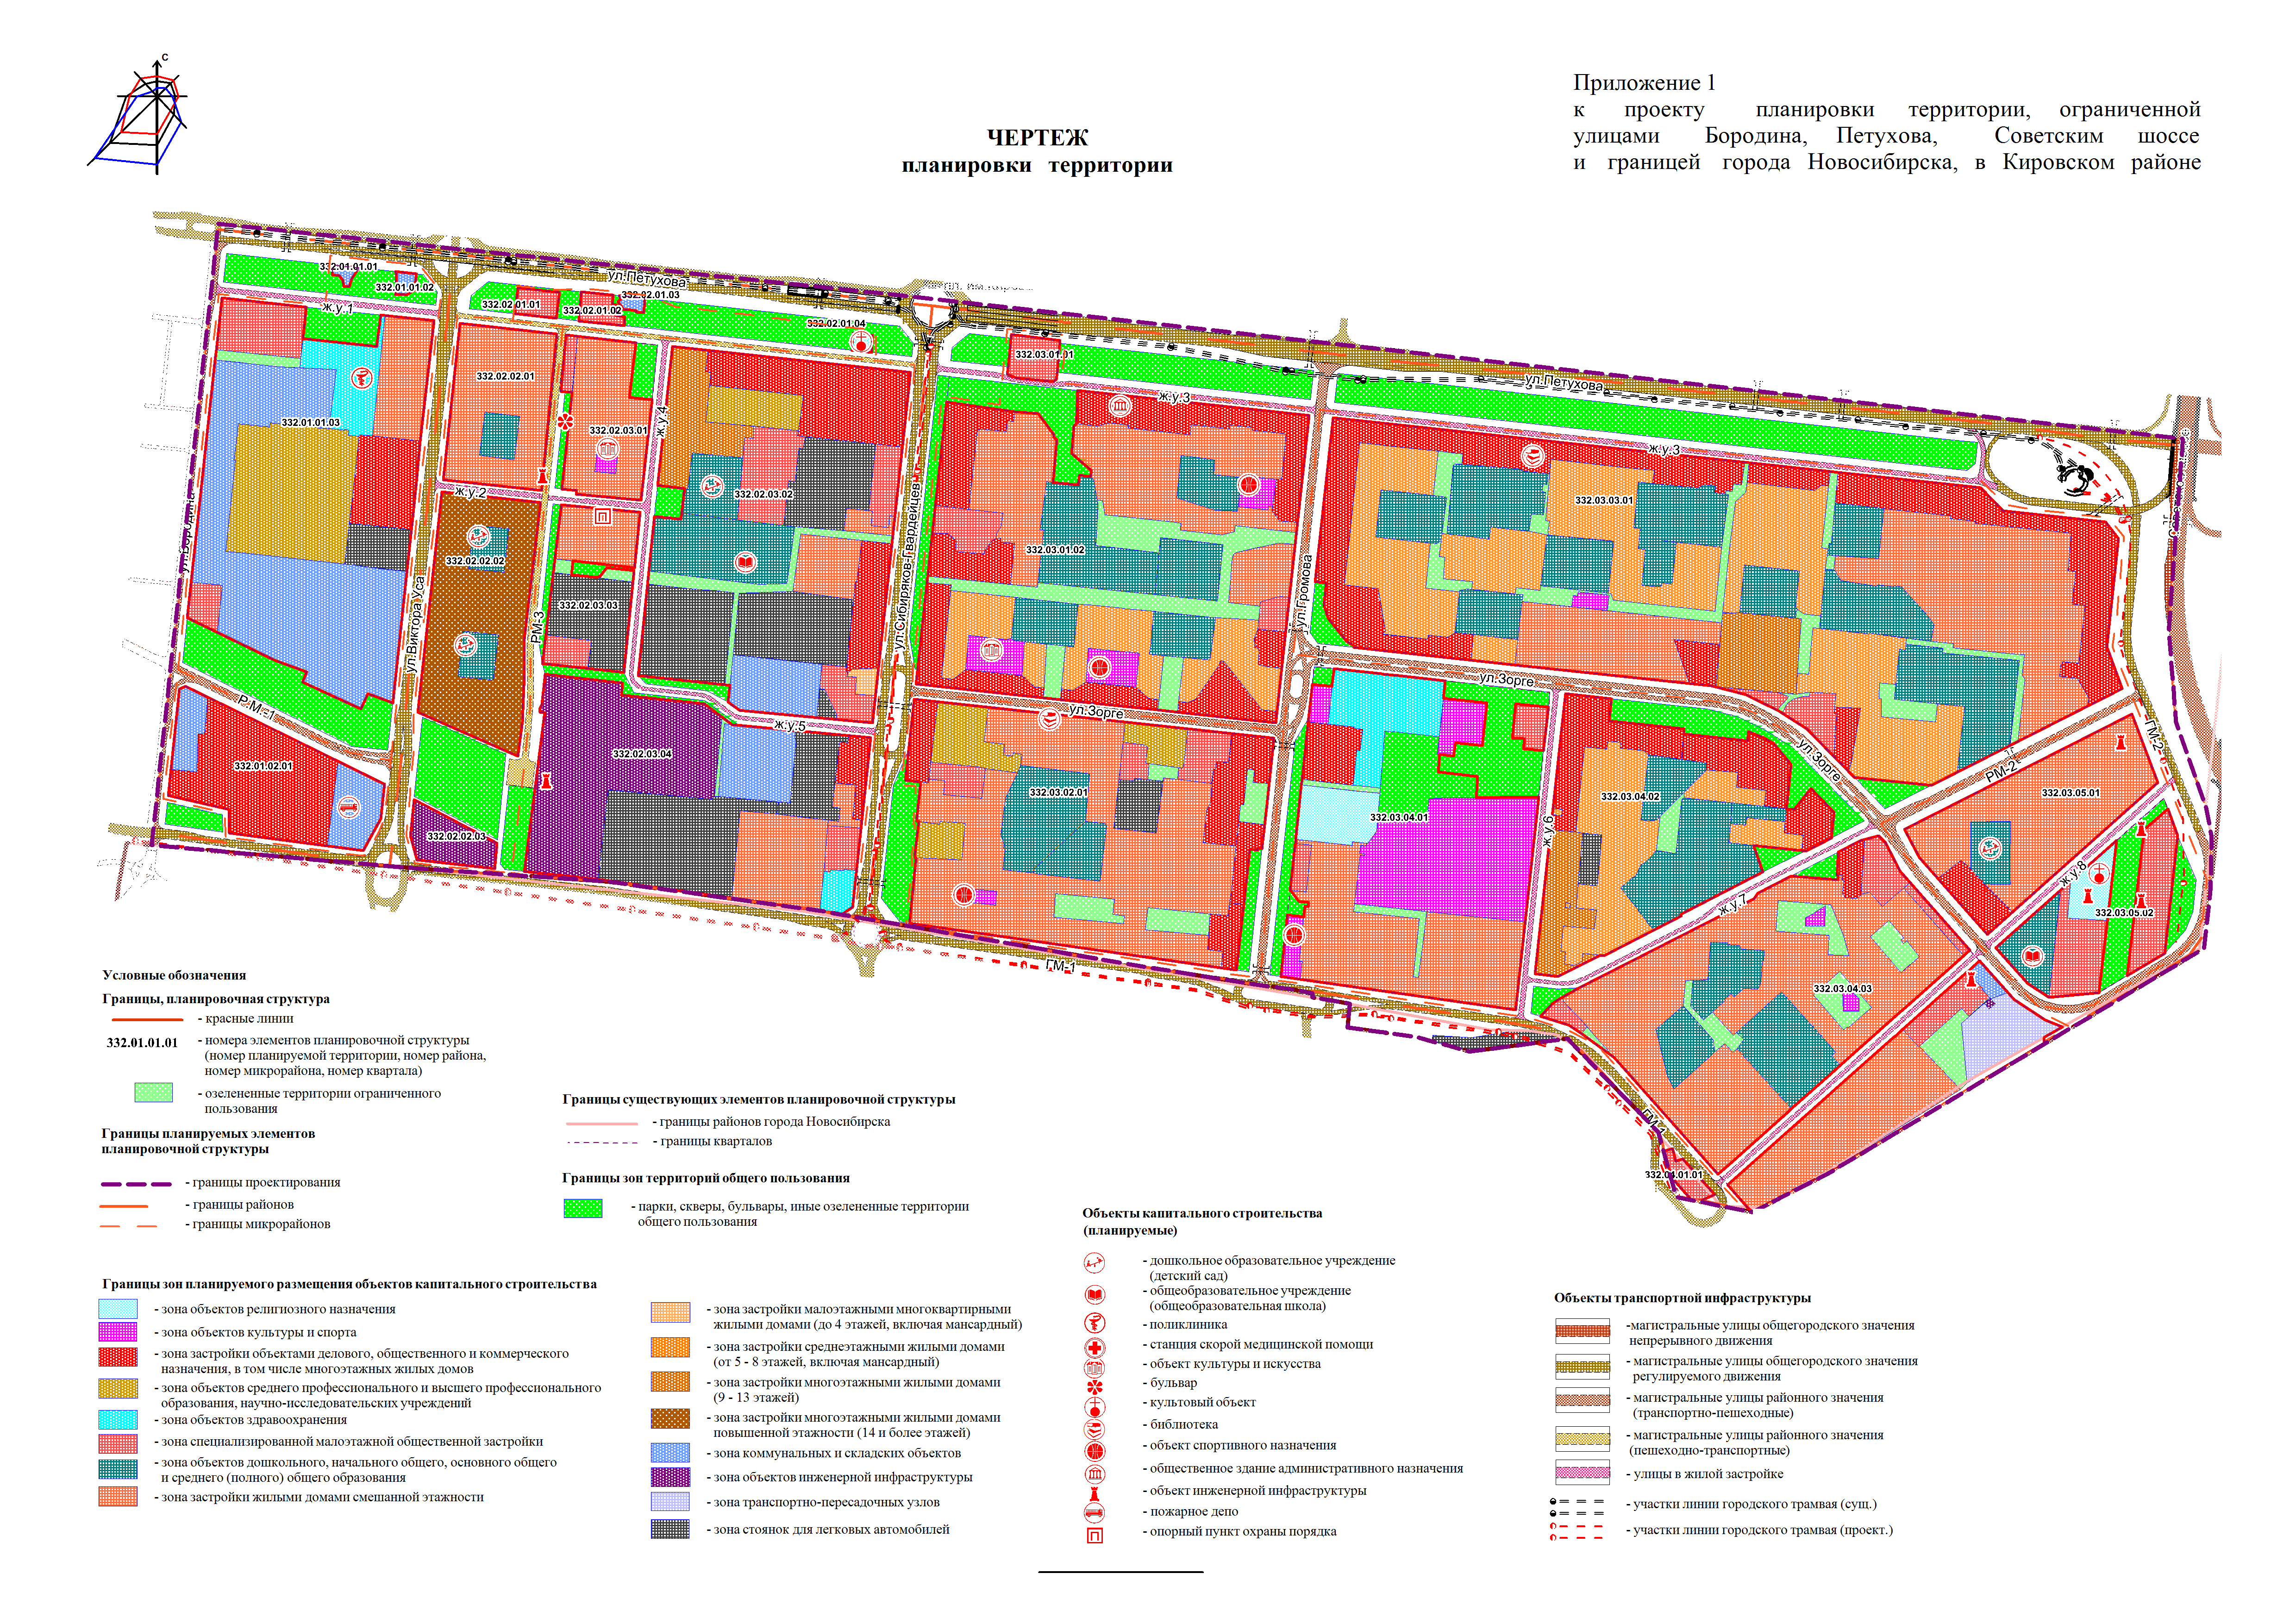 С
Приложение 1
к проекту планировки территории, ограниченной
улицами Бородина, Петухова, Советским шоссе
и границей города Новосибирска, в Кировском районе
ЧЕРТЕЖ
планировки территории
332.01.01.01
332.01.01.02
ж.у.1
332.02.01.01
332.02.01.02
332.02.01.03
ул.Петухова
332.02.01.04
332.03.01.01
332.02.02.01
332.01.01.03
332.02.03.01
ж.у.4
ж.у.3
ул.Петухова
ж.у.3
ж.у.2
332.02.03.02
332.03.03.01
ул.Бородина
332.02.02.02
332.03.01.02
ул.Сибиряков-Гвардейцев
ул.Громова
ул.Виктора Уса
332.02.03.03
РМ-3
Р.М.-1
ж.у.5
ул.Зорге
ул.Зорге
ул.Зорге
332.02.03.04
332.01.02.01
332.02.02.03
332.03.02.01
332.03.04.01
332.03.04.02
ж.у.6
РМ-2
ГМ-2
332.03.05.01
ж.у.8
332.03.05.02
ж.у.7
332.03.04.03
ГМ-1
ГМ-1
332.04.01.01
Условные обозначения
Границы, планировочная структура
- красные линии
332.01.01.01
- номера элементов планировочной структуры
(номер планируемой территории, номер района,
номер микрорайона, номер квартала)
- озелененные территории ограниченного
пользования
Границы планируемых элементов
планировочной структуры
- границы проектирования
- границы районов
- границы микрорайонов
Границы существующих элементов планировочной структуры
- границы районов города Новосибирска
- границы кварталов
Границы зон территорий общего пользования
- парки, скверы, бульвары, иные озелененные территории
общего пользования
Границы зон планируемого размещения объектов капитального строительства
- зона объектов религиозного назначения
- зона объектов культуры и спорта
- зона застройки объектами делового, общественного и коммерческого
назначения, в том числе многоэтажных жилых домов
- зона объектов среднего профессионального и высшего профессионального
образования, научно-исследовательских учреждений
- зона объектов здравоохранения
- зона специализированной малоэтажной общественной застройки
- зона объектов дошкольного, начального общего, основного общего
и среднего (полного) общего образования
- зона застройки жилыми домами смешанной этажности
- зона застройки малоэтажными многоквартирными
жилыми домами (до 4 этажей, включая мансардный)
- зона застройки среднеэтажными жилыми домами
(от 5 - 8 этажей, включая мансардный)
- зона застройки многоэтажными жилыми домами
(9 - 13 этажей)
- зона застройки многоэтажными жилыми домами
повышенной этажности (14 и более этажей)
- зона коммунальных и складских объектов
- зона объектов инженерной инфраструктуры
- зона транспортно-пересадочных узлов
- зона стоянок для легковых автомобилей
Объекты капитального строительства
(планируемые)
- дошкольное образовательное учреждение
(детский сад)
- общеобразовательное учреждение
(общеобразовательная школа)
- поликлиника
- станция скорой медицинской помощи
- объект культуры и искусства
- бульвар
- культовый объект
- библиотека
- объект спортивного назначения
- общественное здание административного назначения
- объект инженерной инфраструктуры
- пожарное депо
- опорный пункт охраны порядка
Объекты транспортной инфраструктуры
-магистральные улицы общегородского значения
непрерывного движения
- магистральные улицы общегородского значения
регулируемого движения
- магистральные улицы районного значения
(транспортно-пешеходные)
- магистральные улицы районного значения
(пешеходно-транспортные)
- улицы в жилой застройке
- участки линии городского трамвая (сущ.)
- участки линии городского трамвая (проект.)